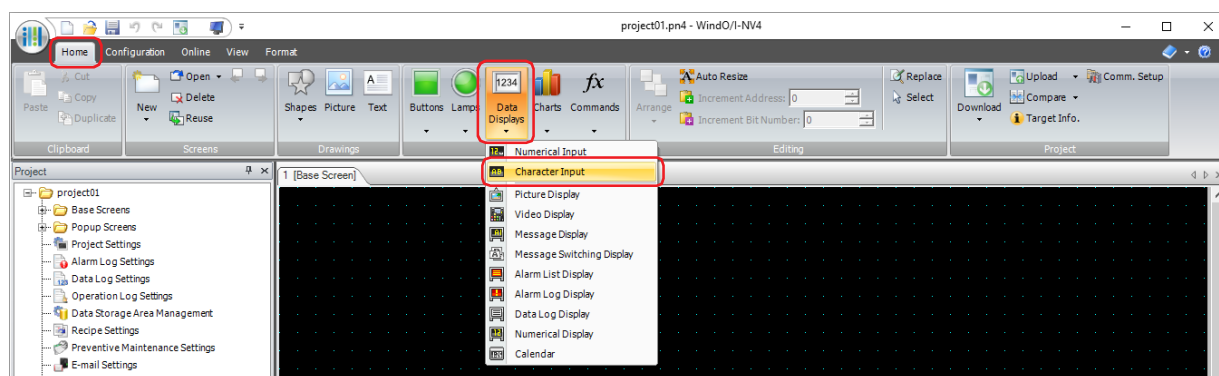 project01.pn4 - WindO/I-NV4
Home Configuration Online View Format
Cut
Copy
Duplicate
Paste
Clipboard
New
Open
Delete
Reuse
Screens
Shapes Picture Text
Drawings
Buttons Lamps Data Displays Charts Commands
1234
fx
Arrange
Auto Resize
Increment Address: 0
Increment Bit Number: 0
Replace
Select
Editing
Download
Upload
Compare
Target Info.
Comm. Setup
Project
Numerical Input
Character Input
Picture Display
Video Display
Message Display
Message Switching Display
Alarm List Display
Alarm Log Display
Data Log Display
Numerical Display
Calendar
Project
1 [Base Screen]
project01
Base Screens
Popup Screens
Project Settings
Alarm Log Settings
Data Log Settings
Operation Log Settings
Data Storage Area Management
Recipe Settings
Preventive Maintenance Settings
E-mail Settings